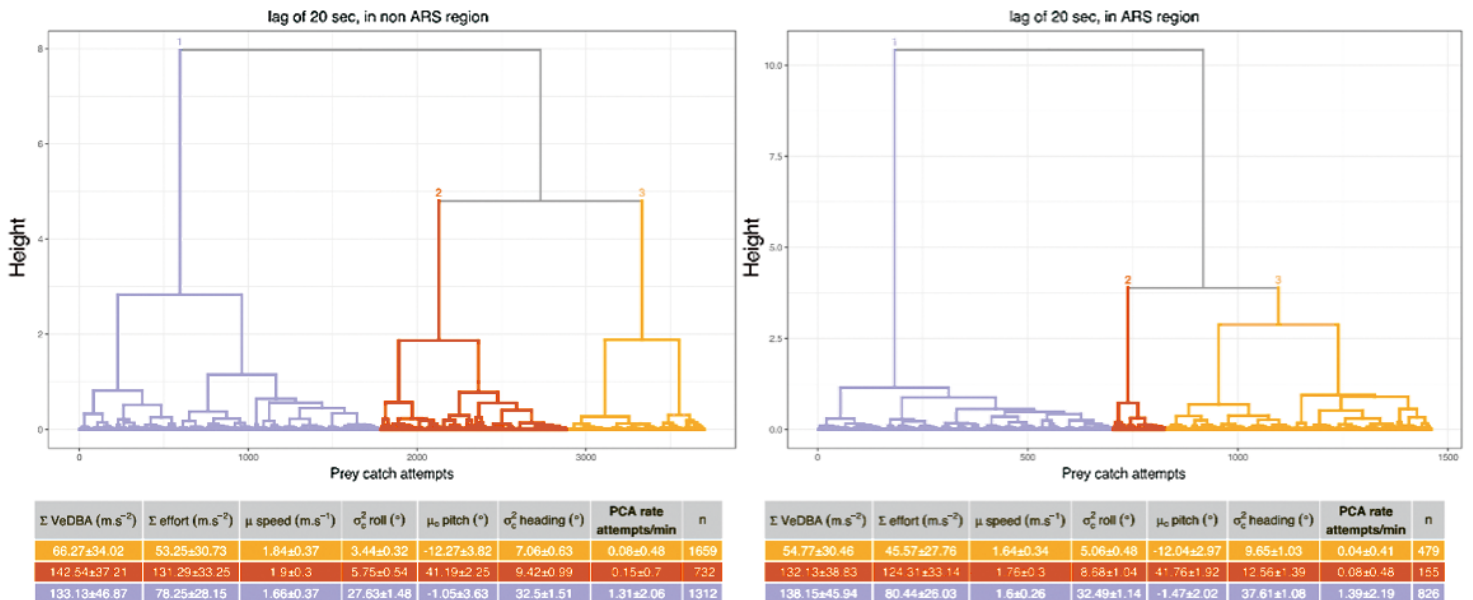 lag of 20 sec, in non ARS region
1
8
6
4
2
0
Height
2
3
0
1000
2000
3000
Prey catch attempts
Σ VeDBA (m.s⁻²) Σ effort (m.s⁻²) μ speed (m.s⁻¹) σ²c roll (°) μc pitch (°) σ²c heading (°) PCA rate attempts/min n
66.27±34.02 53.25±30.73 1.84±0.37 3.44±0.32 -12.27±3.82 7.06±0.63 0.06±0.48 1659
142.54±37.21 131.29±33.25 1.9±0.3 5.75±0.54 41.19±2.25 9.42±0.99 0.15±0.7 732
133.13±46.87 78.25±28.15 1.66±0.37 27.63±1.48 -1.05±3.63 32.5±1.51 1.31±2.06 1312
lag of 20 sec, in ARS region
1
10.0
7.5
5.0
2.5
0.0
Height
2
3
0
500
1000
1500
Prey catch attempts
Σ VeDBA (m.s⁻²) Σ effort (m.s⁻²) μ speed (m.s⁻¹) σ²c roll (°) μc pitch (°) σ²c heading (°) PCA rate attempts/min n
54.77±30.46 45.57±27.76 1.64±0.34 5.06±0.48 -12.04±2.97 9.65±1.03 0.04±0.41 479
132.13±38.83 124.31±33.14 1.76±0.3 8.68±1.04 41.76±1.92 12.56±1.39 0.08±0.48 155
138.15±45.94 80.44±26.03 1.6±0.26 32.49±1.14 -1.47±2.02 37.61±1.08 1.39±2.19 826